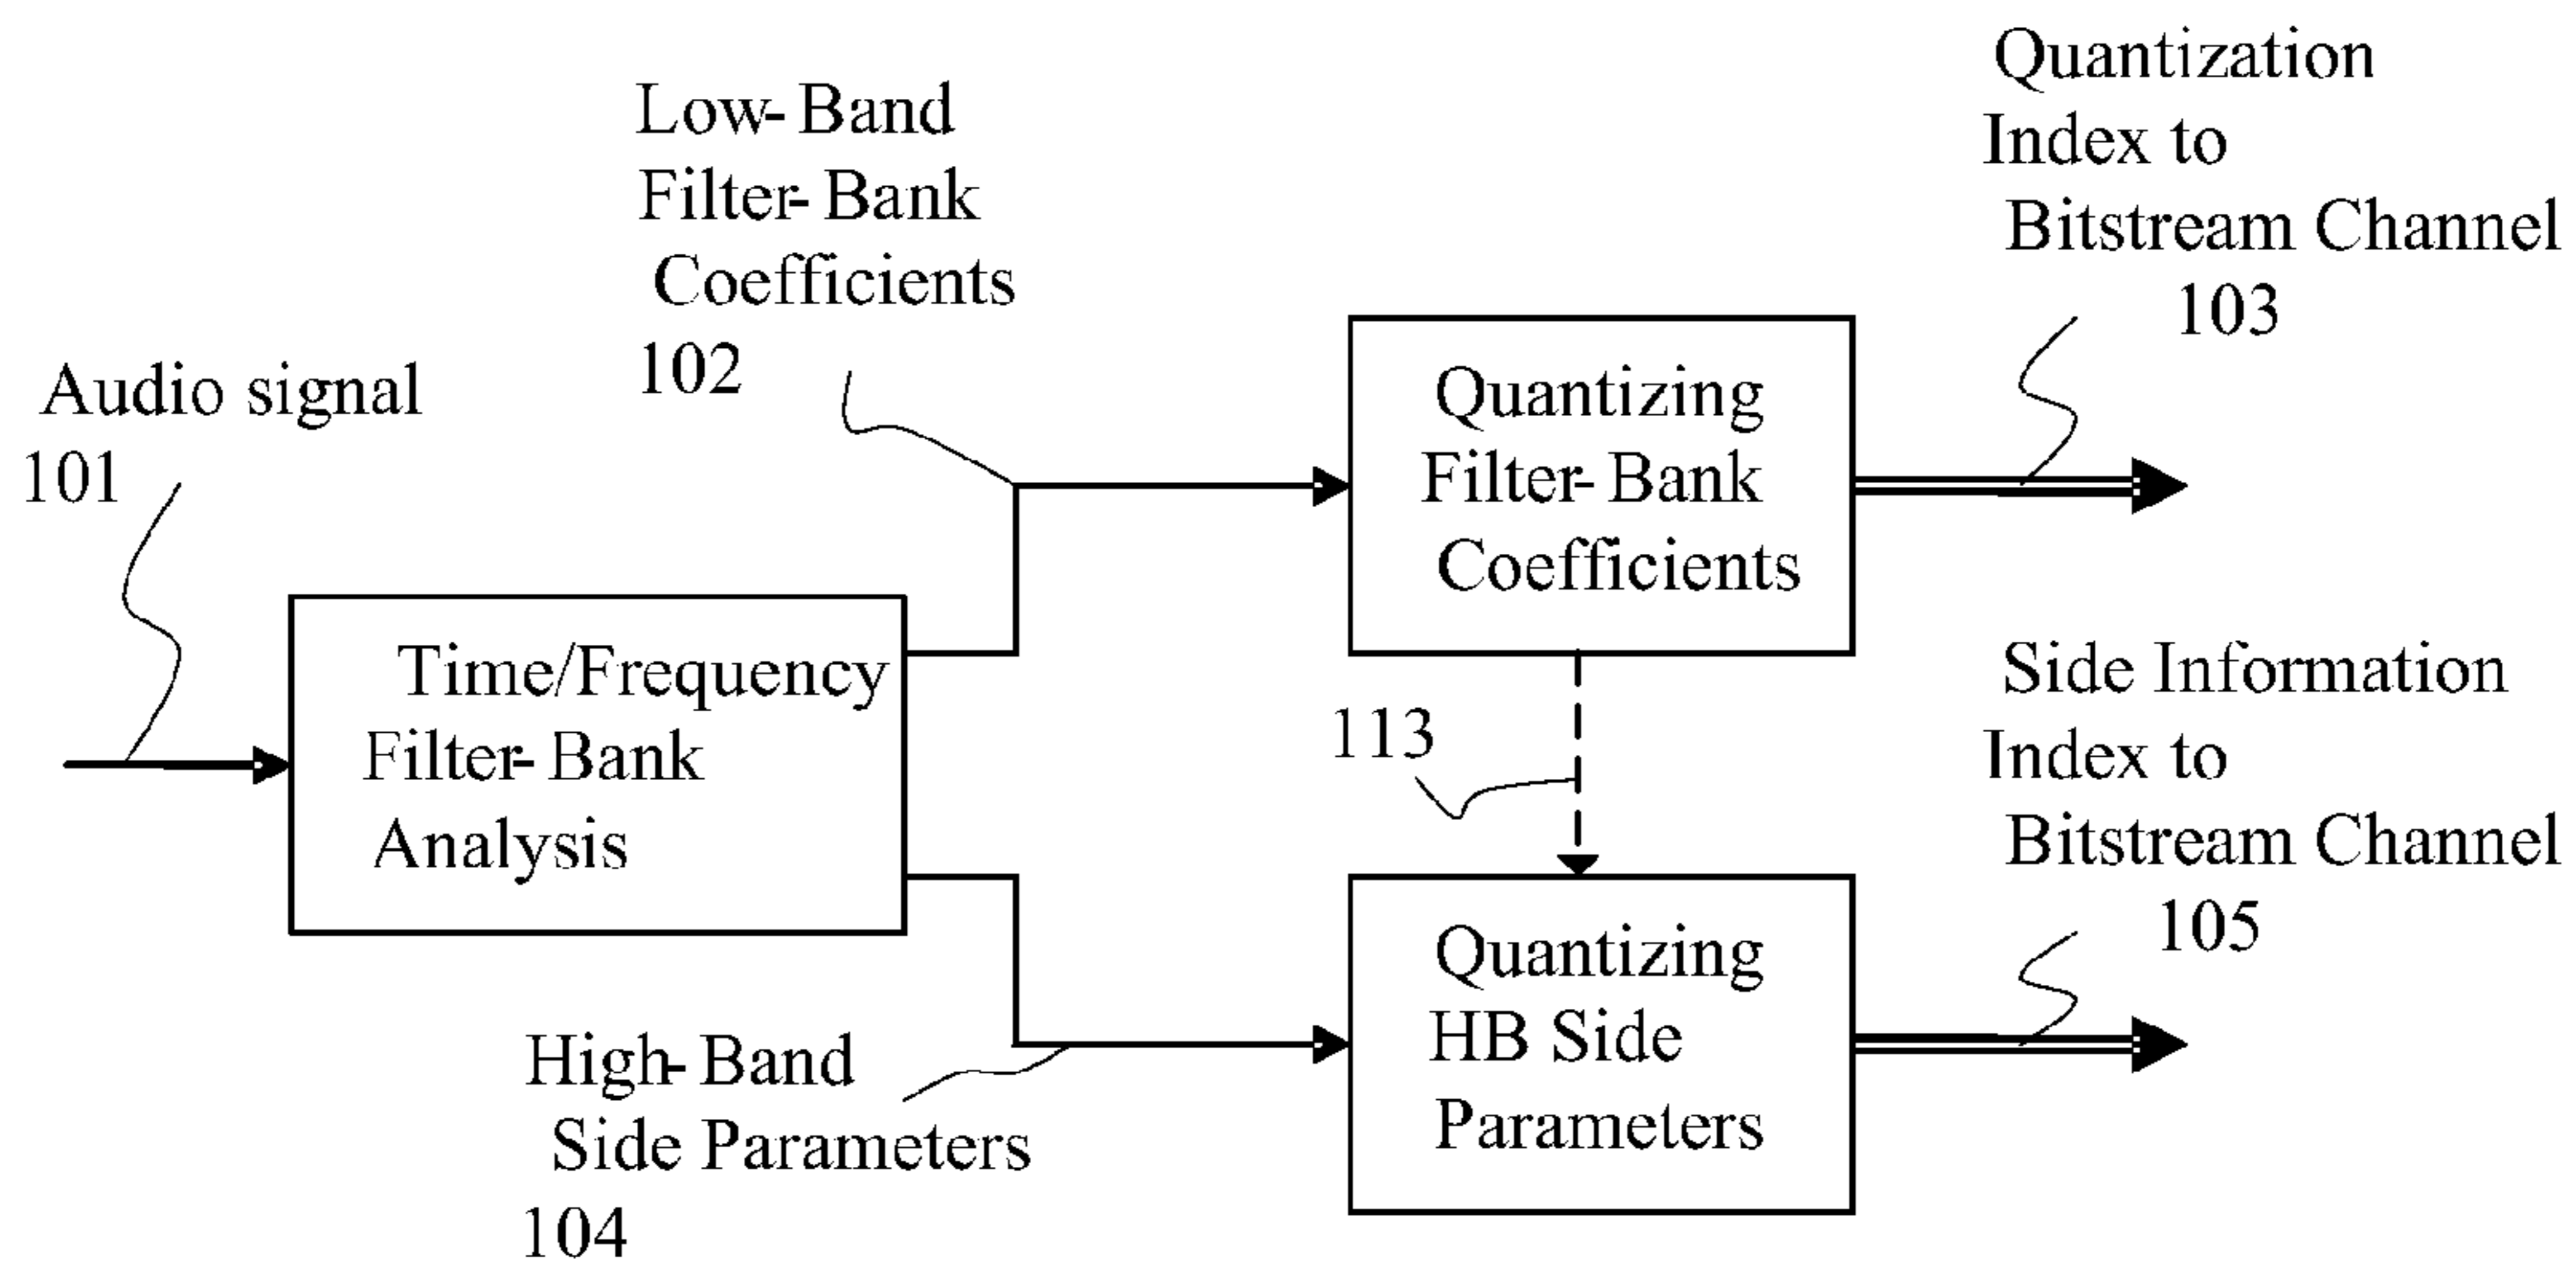 Audio signal
101
Low-Band
Filter-Bank
Coefficients
102
Time/Frequency
Filter-Bank
Analysis
High-Band
Side Parameters
104
Quantizing
Filter-Bank
Coefficients
113
Quantizing
HB Side
Parameters
Quantization
Index to
Bitstream Channel
103
Side Information
Index to
Bitstream Channel
105